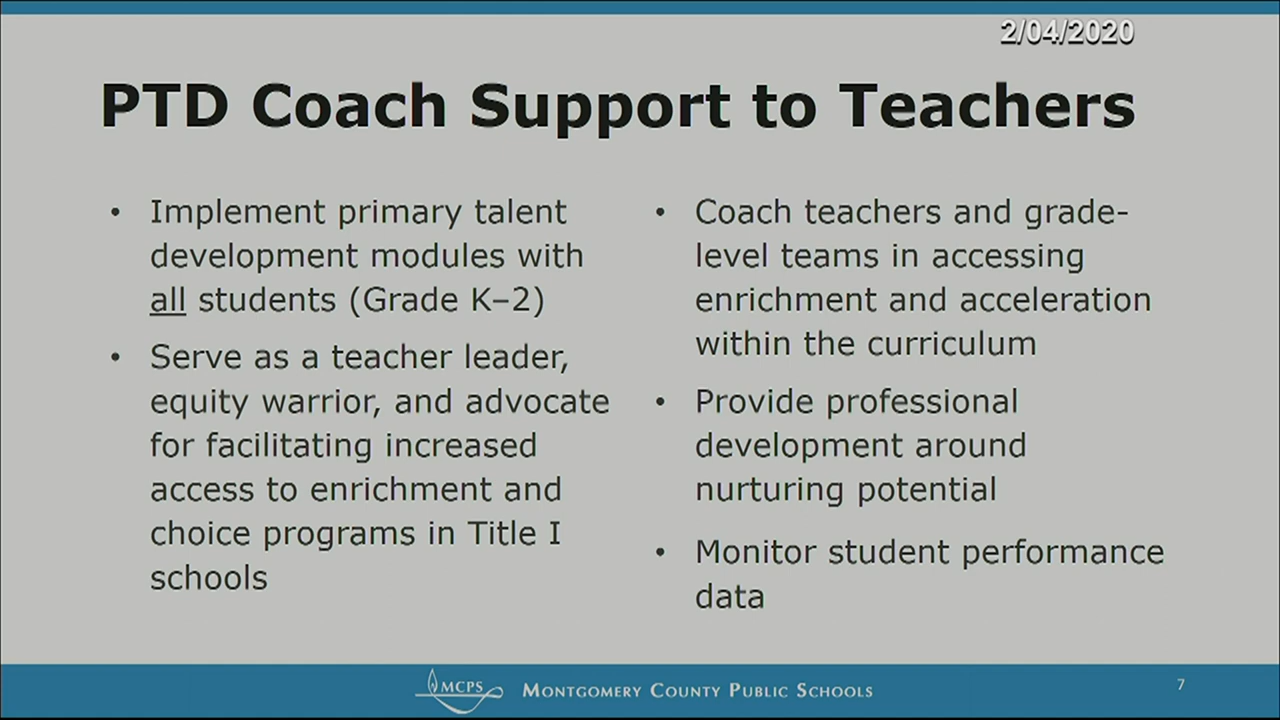 2/04/2020
PTD Coach Support to Teachers
• Implement primary talent
development modules with
all students (Grade K–2)
• Serve as a teacher leader,
equity warrior, and advocate
for facilitating increased
access to enrichment and
choice programs in Title I
schools
• Coach teachers and grade-
level teams in accessing
enrichment and acceleration
within the curriculum
• Provide professional
development around
nurturing potential
• Monitor student performance
data
MCPS
MONTGOMERY COUNTY PUBLIC SCHOOLS
7